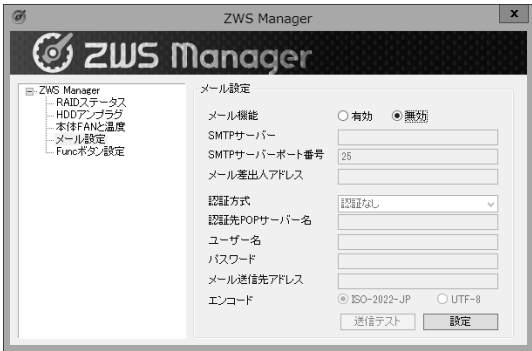 ZWS Manager
x
ZWS Manager
ZWS Manager
RAIDステータス
HDDアンプラグ
本体FANと温度
メール設定
Funcボタン設定
メール設定
メール機能 有効 無効
SMTPサーバー
SMTPサーバーポート番号 25
メール差出人アドレス
認証方式 認証なし
認証先POPサーバー名
ユーザー名
パスワード
メール送信先アドレス
エンコード ISO-2022-JP UTF-8
送信テスト 設定